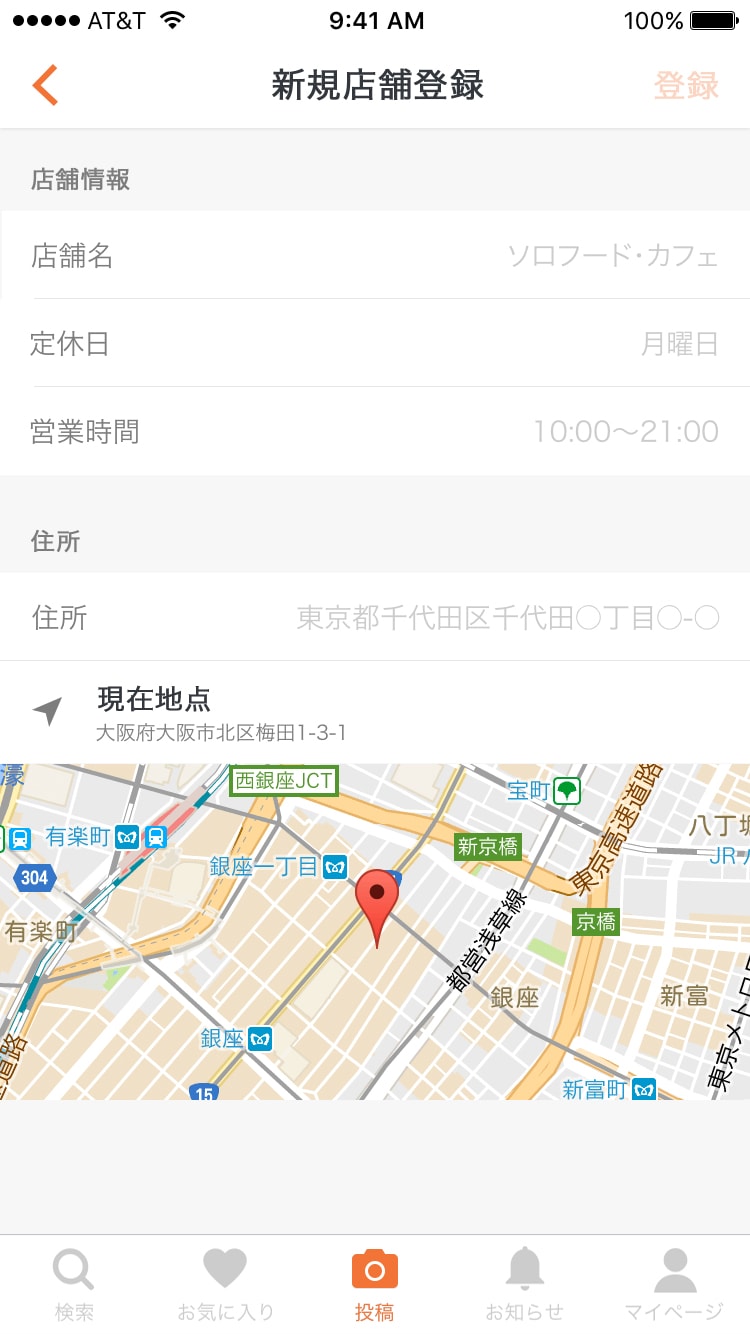 ●●●●● AT&T 9:41 AM 100%
新規店舗登録 登録
店舗情報
店舗名 ソロフード・カフェ
定休日 月曜日
営業時間 10:00〜21:00
住所
住所 東京都千代田区千代田○丁目○-○
現在地点
大阪府大阪市北区梅田1-3-1
濠
西銀座JCT
宝町
東京高速道路
八丁堀
有楽町
新京橋
JR
銀座一丁目
304
有楽町
京橋
都営浅草線
銀座
新富
銀座
東京メトロ
道路
15
新富町
検索 お気に入り 投稿 お知らせ マイページ